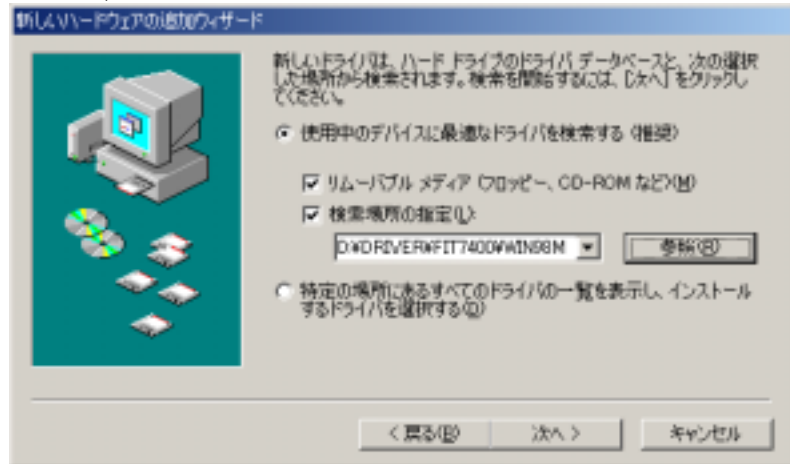 新しいハードウェアの追加ウィザード
新しいドライバは、ハード ドライブのドライバ データベースと、次の選択
した場所から検索されます。検索を開始するには、[次へ] をクリックし
てください。
使用中のデバイスに最適なドライバを検索する (推奨)
リムーバブル メディア (フロッピー、CD-ROM など)(M)
検索場所の指定(L):
D:¥DRIVER¥FIT7400¥WIN98M
参照(R)
特定の場所にあるすべてのドライバの一覧を表示し、インストール
するドライバを選択する(D)
< 戻る(B)
次へ >
キャンセル